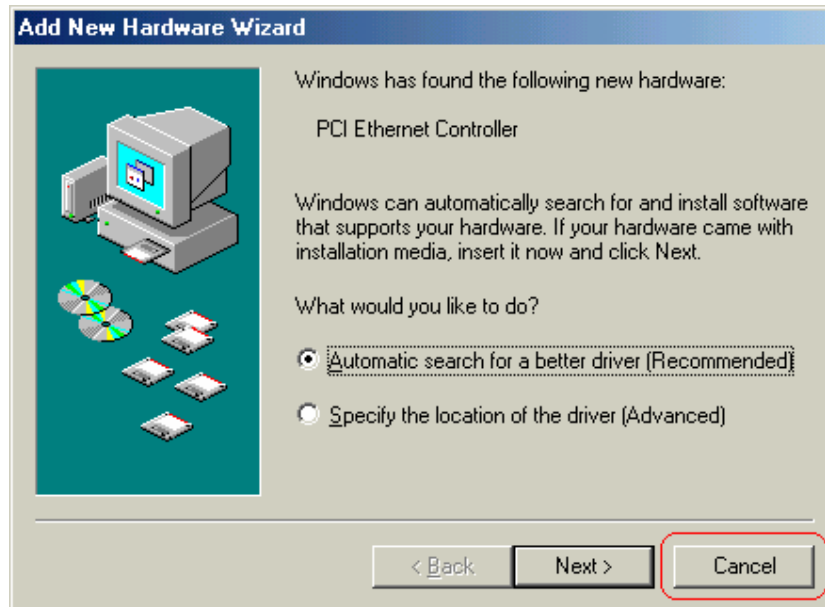 Add New Hardware Wizard
Windows has found the following new hardware:
PCI Ethernet Controller
Windows can automatically search for and install software
that supports your hardware. If your hardware came with
installation media, insert it now and click Next.
What would you like to do?
Automatic search for a better driver (Recommended)
Specify the location of the driver (Advanced)
< Back Next > Cancel